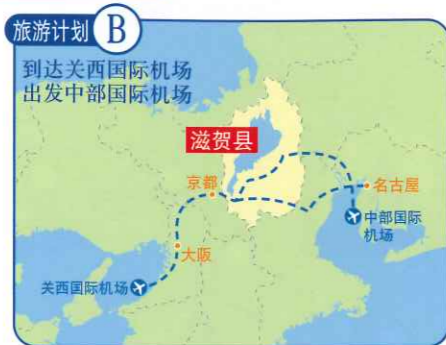 旅游计划 B
到达关西国际机场
出发中部国际机场
滋贺县
京都
名古屋
中部国际
机场
大阪
关西国际机场